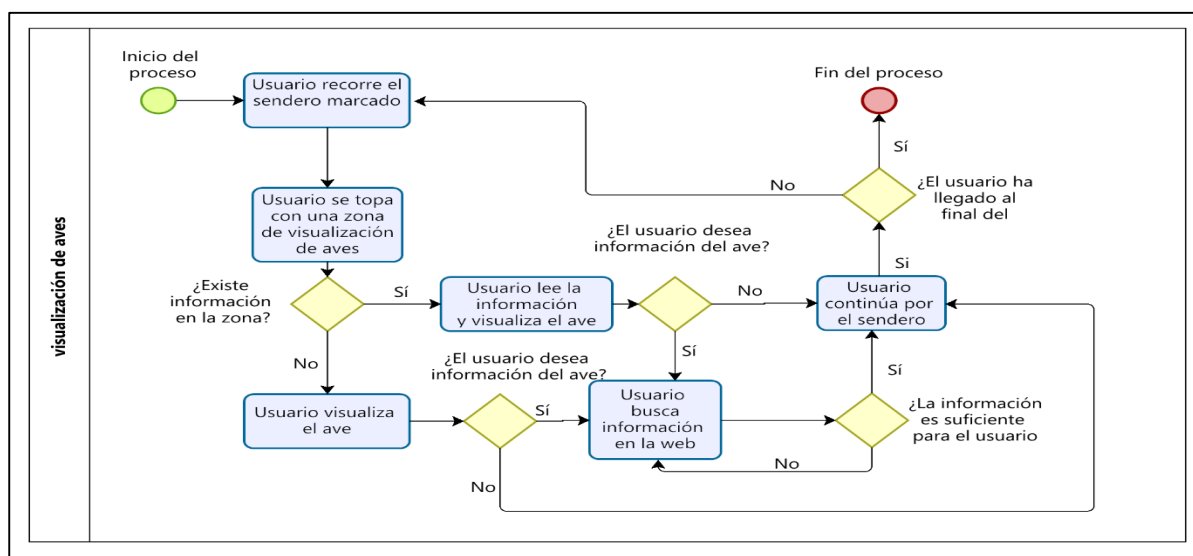 visualización de aves
Inicio del
proceso
Usuario recorre el
sendero marcado
Fin del proceso
Sí
No
¿El usuario ha
llegado al
final del
Usuario se topa
con una zona
de visualización
de aves
¿El usuario desea
información del ave?
Si
¿Existe
información
en la zona?
Sí
Usuario lee la
información
y visualiza el ave
No
Usuario
continúa por
el sendero
Sí
No
¿El usuario desea
información del ave?
Sí
Usuario visualiza
el ave
Sí
Usuario
busca
información
en la web
¿La información
es suficiente
para el usuario
No
No